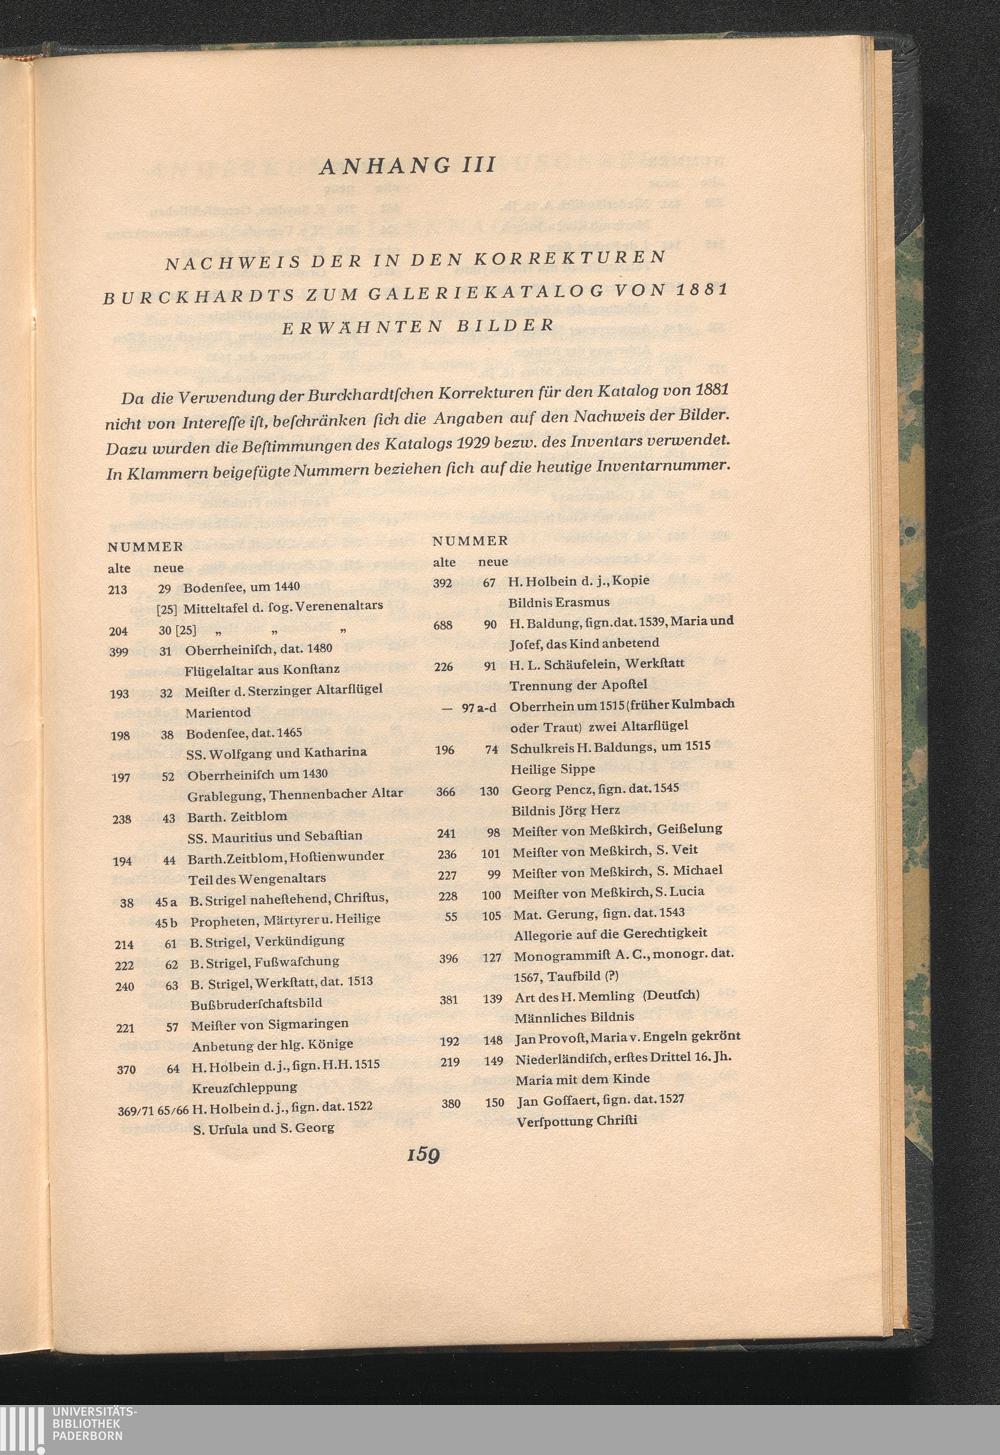 ANHANG III
NACHWEIS DER IN DEN KORREKTUREN
BURCKHARDTS ZUM GALERIEKATALOG VON 1881
ERWÄHNTEN BILDER
Da die Verwendung der Burckhardtſchen Korrekturen für den Katalog von 1881
nicht von Intereſſe iſt, beſchränken ſich die Angaben auf den Nachweis der Bilder.
Dazu wurden die Beſtimmungen des Katalogs 1929 bezw. des Inventars verwendet.
In Klammern beigefügte Nummern beziehen ſich auf die heutige Inventarnummer.
NUMMER
alte neue
213 29 Bodenſee, um 1440
[25] Mitteltafel d. ſog. Verenenaltars
204 30 [25] „ „ „
399 31 Oberrheiniſch, dat. 1480
Flügelaltar aus Konſtanz
193 32 Meiſter d. Sterzinger Altarflügel
Marientod
198 38 Bodenſee, dat. 1465
SS. Wolfgang und Katharina
197 52 Oberrheiniſch um 1430
Grablegung, Thennenbacher Altar
238 43 Barth. Zeitblom
SS. Mauritius und Sebaſtian
194 44 Barth. Zeitblom, Hoſtienwunder
Teil des Wengenaltars
38 45 a B. Strigel naheſtehend, Chriſtus,
45 b Propheten, Märtyrer u. Heilige
214 61 B. Strigel, Verkündigung
222 62 B. Strigel, Fußwaſchung
240 63 B. Strigel, Werkſtatt, dat. 1513
Bußbruderſchaftsbild
221 57 Meiſter von Sigmaringen
Anbetung der hlg. Könige
370 64 H. Holbein d. j., ſign. H.H. 1515
Kreuzſchleppung
369/71 65/66 H. Holbein d. j., ſign. dat. 1522
S. Urſula und S. Georg
NUMMER
alte neue
392 67 H. Holbein d. j., Kopie
Bildnis Erasmus
688 90 H. Baldung, ſign. dat. 1539, Maria und
Joſef, das Kind anbetend
226 91 H. L. Schäufelein, Werkſtatt
Trennung der Apoſtel
— 97 a-d Oberrhein um 1515 (früher Kulmbach
oder Traut) zwei Altarflügel
196 74 Schulkreis H. Baldungs, um 1515
Heilige Sippe
366 130 Georg Pencz, ſign. dat. 1545
Bildnis Jörg Herz
241 98 Meiſter von Meßkirch, Geißelung
236 101 Meiſter von Meßkirch, S. Veit
227 99 Meiſter von Meßkirch, S. Michael
228 100 Meiſter von Meßkirch, S. Lucia
55 105 Mat. Gerung, ſign. dat. 1543
Allegorie auf die Gerechtigkeit
396 127 Monogrammiſt A. C., monogr. dat.
1567, Taufbild (?)
381 139 Art des H. Memling (Deutſch)
Männliches Bildnis
192 148 Jan Provoſt, Maria v. Engeln gekrönt
219 149 Niederländiſch, erſtes Drittel 16. Jh.
Maria mit dem Kinde
380 150 Jan Goſſaert, ſign. dat. 1527
Verſpottung Chriſti
159
UNIVERSITÄTS-
BIBLIOTHEK
PADERBORN